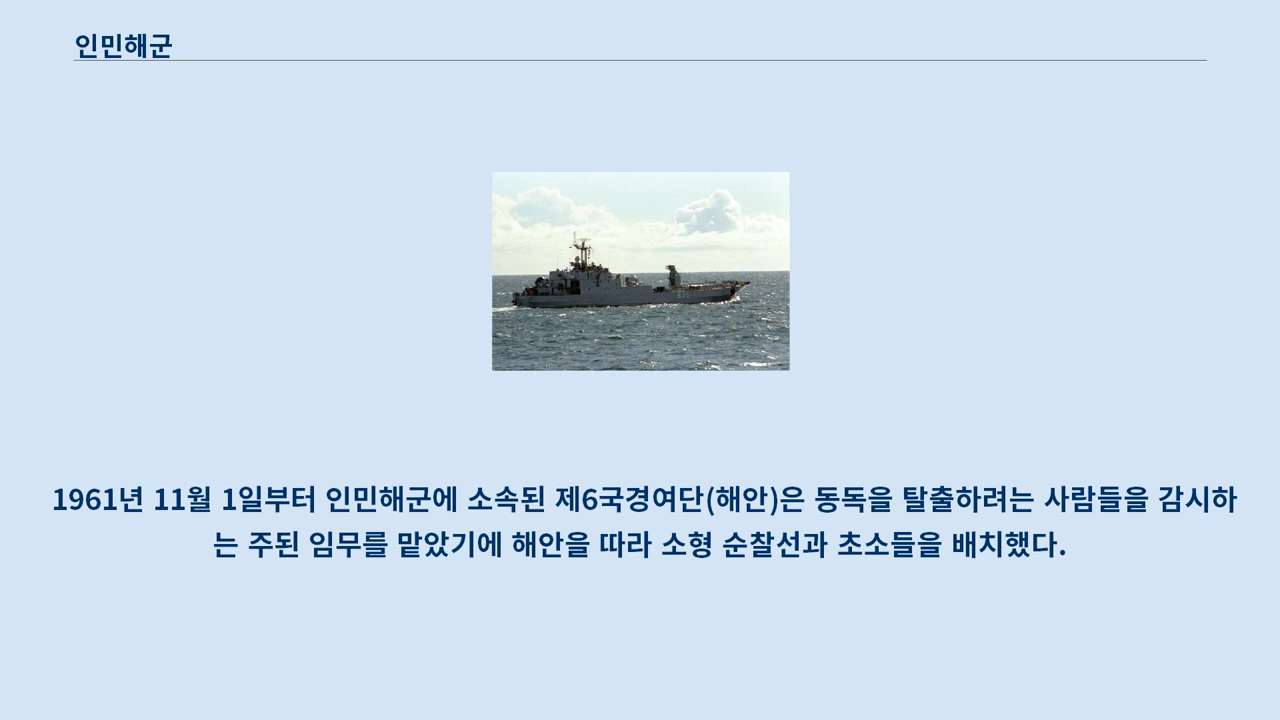 인민해군
1961년 11월 1일부터 인민해군에 소속된 제6국경여단(해안)은 동독을 탈출하려는 사람들을 감시하
는 주된 임무를 맡았기에 해안을 따라 소형 순찰선과 초소들을 배치했다.